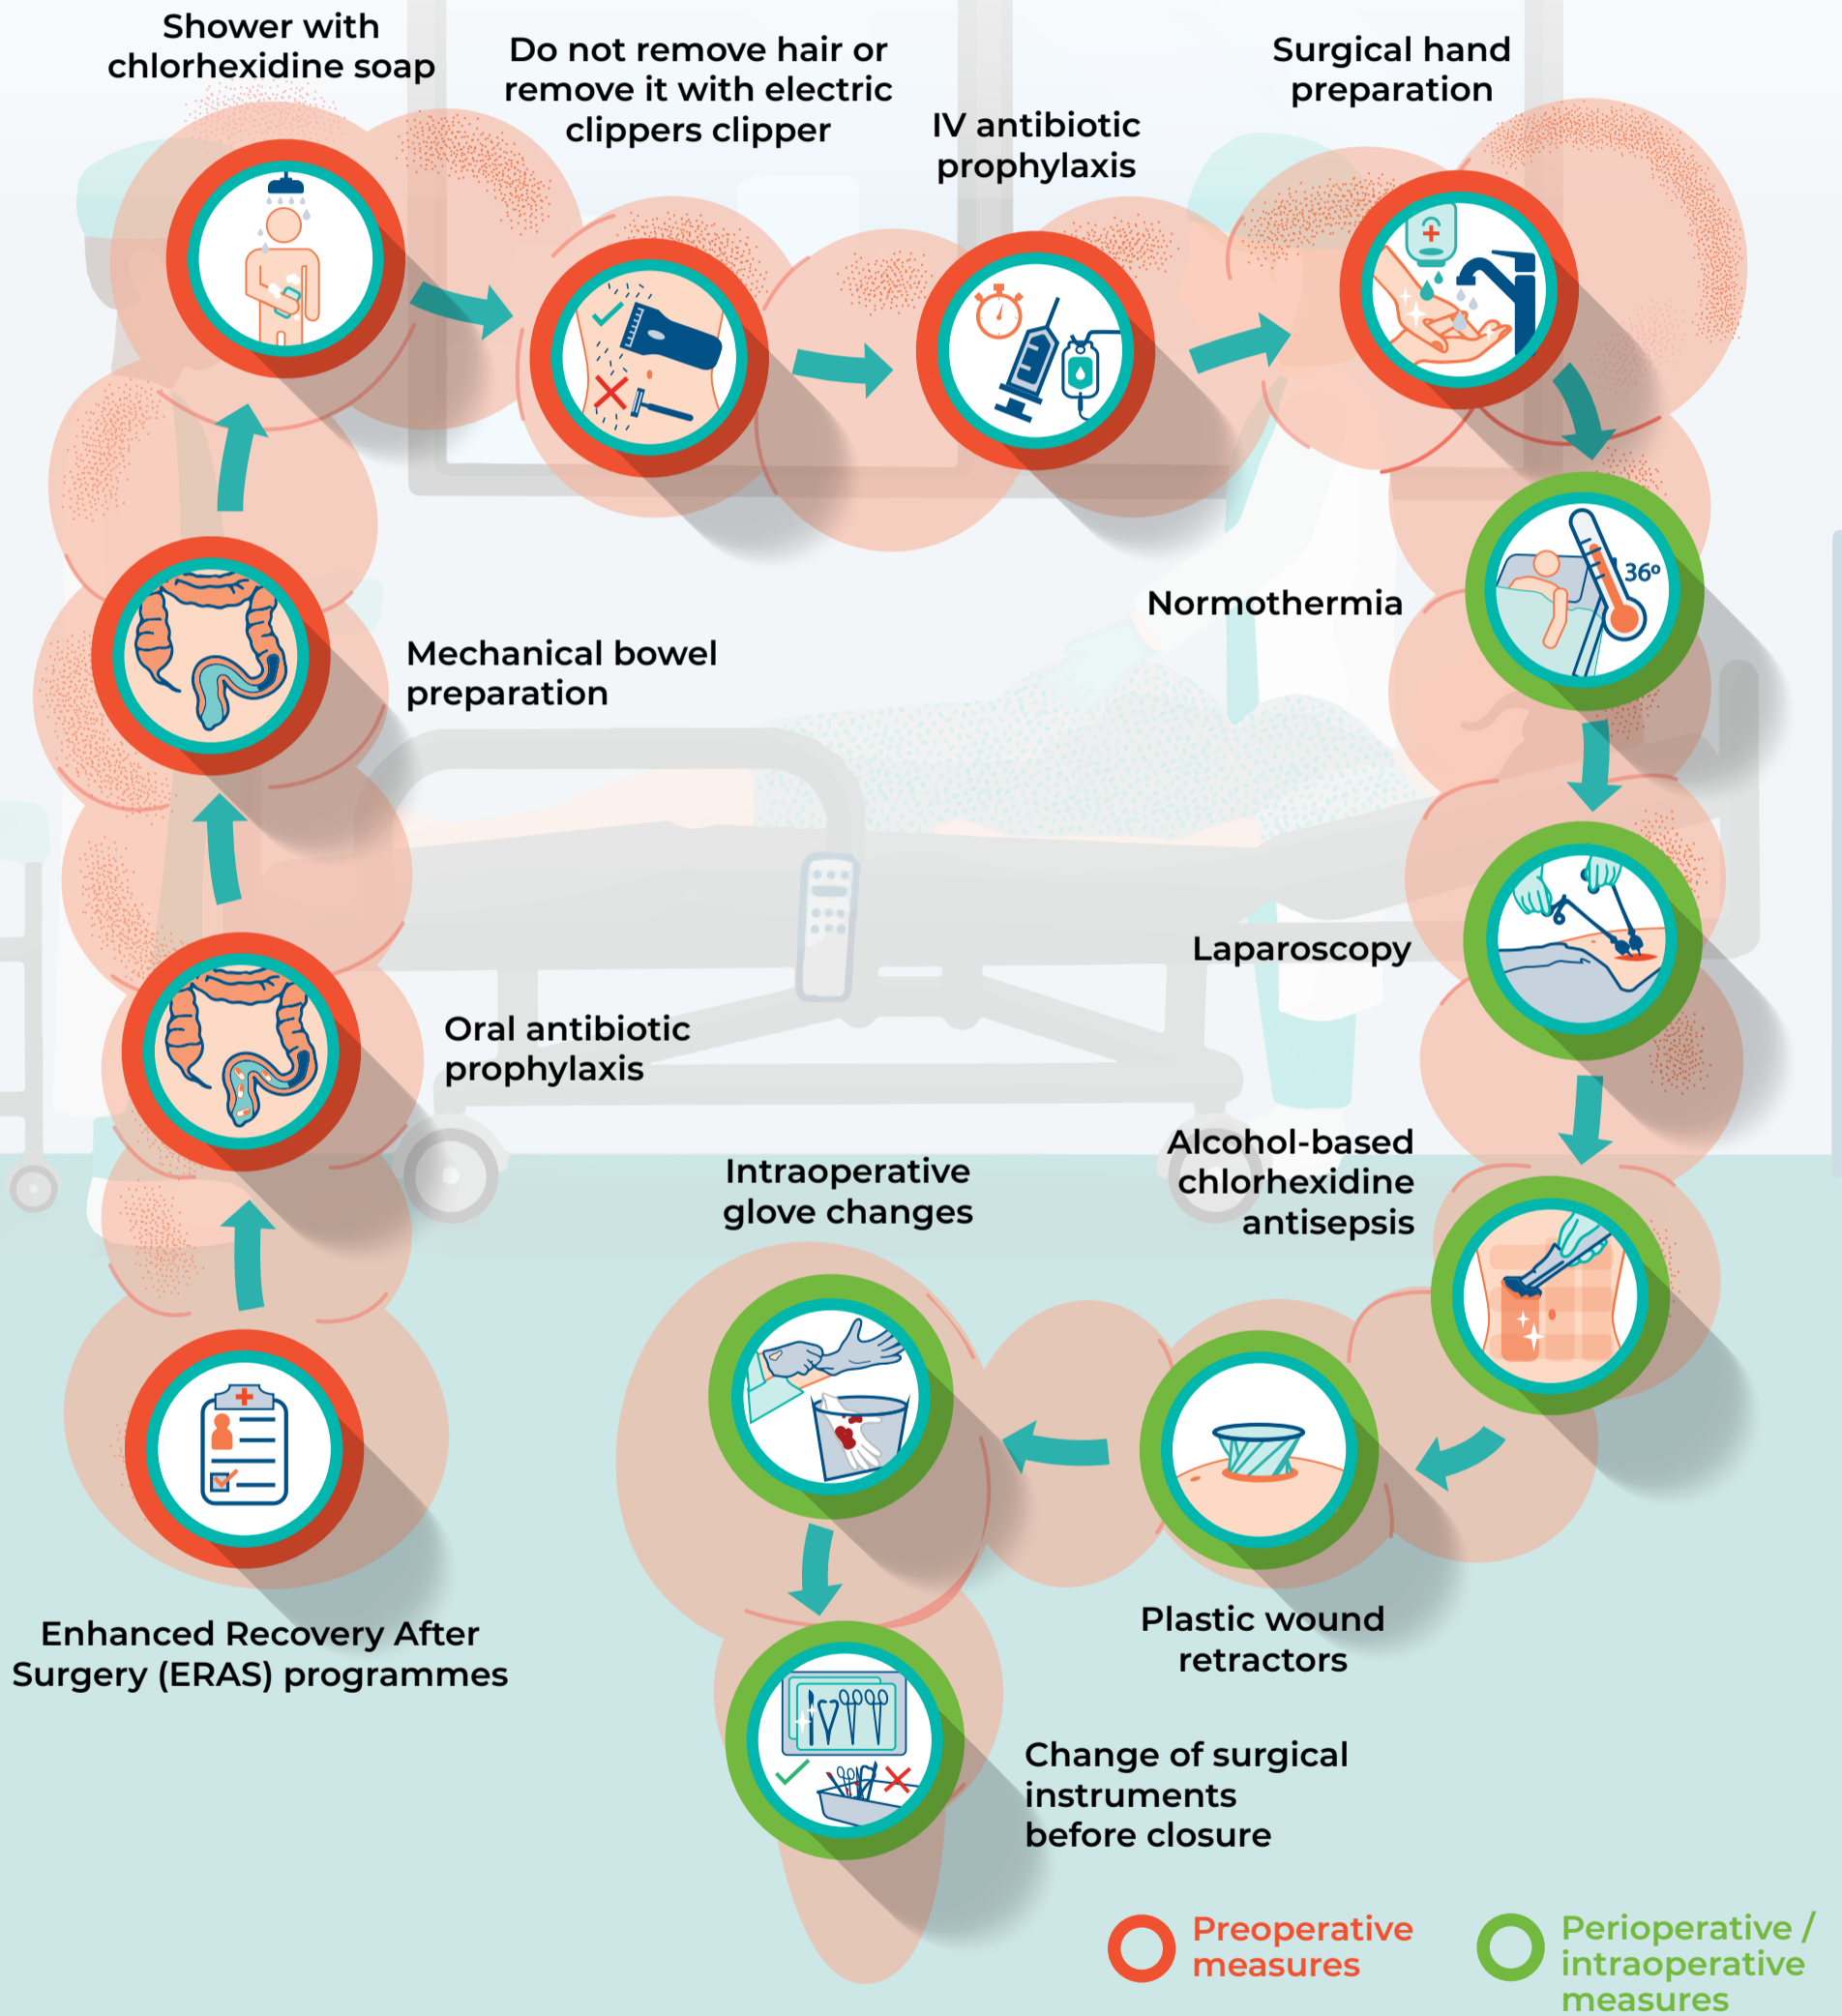 Shower with
chlorhexidine soap
Do not remove hair or
remove it with electric
clippers clipper
IV antibiotic
prophylaxis
Surgical hand
preparation
36º
Normothermia
Mechanical bowel
preparation
Laparoscopy
Oral antibiotic
prophylaxis
Alcohol-based
chlorhexidine
antisepsis
Intraoperative
glove changes
Plastic wound
retractors
Enhanced Recovery After
Surgery (ERAS) programmes
Change of surgical
instruments
before closure
Preoperative
measures
Perioperative /
intraoperative
measures